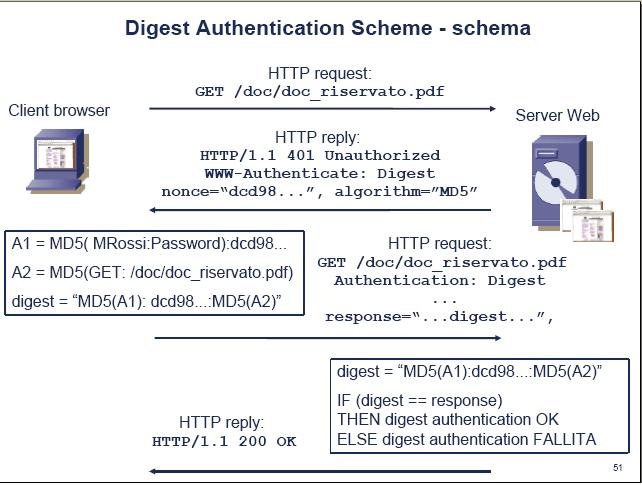 Digest Authentication Scheme - schema
HTTP request:
GET /doc/doc_riservato.pdf
Client browser
Server Web
HTTP reply:
HTTP/1.1 401 Unauthorized
WWW-Authenticate: Digest
nonce=“dcd98...”, algorithm=”MD5”
A1 = MD5( MRossi:Password):dcd98...
A2 = MD5(GET: /doc/doc_riservato.pdf)
digest = “MD5(A1): dcd98...:MD5(A2)”
HTTP request:
GET /doc/doc_riservato.pdf
Authentication: Digest
...
response=“...digest...”,
digest = “MD5(A1):dcd98...:MD5(A2)”
IF (digest == response)
THEN digest authentication OK
ELSE digest authentication FALLITA
HTTP reply:
HTTP/1.1 200 OK
51